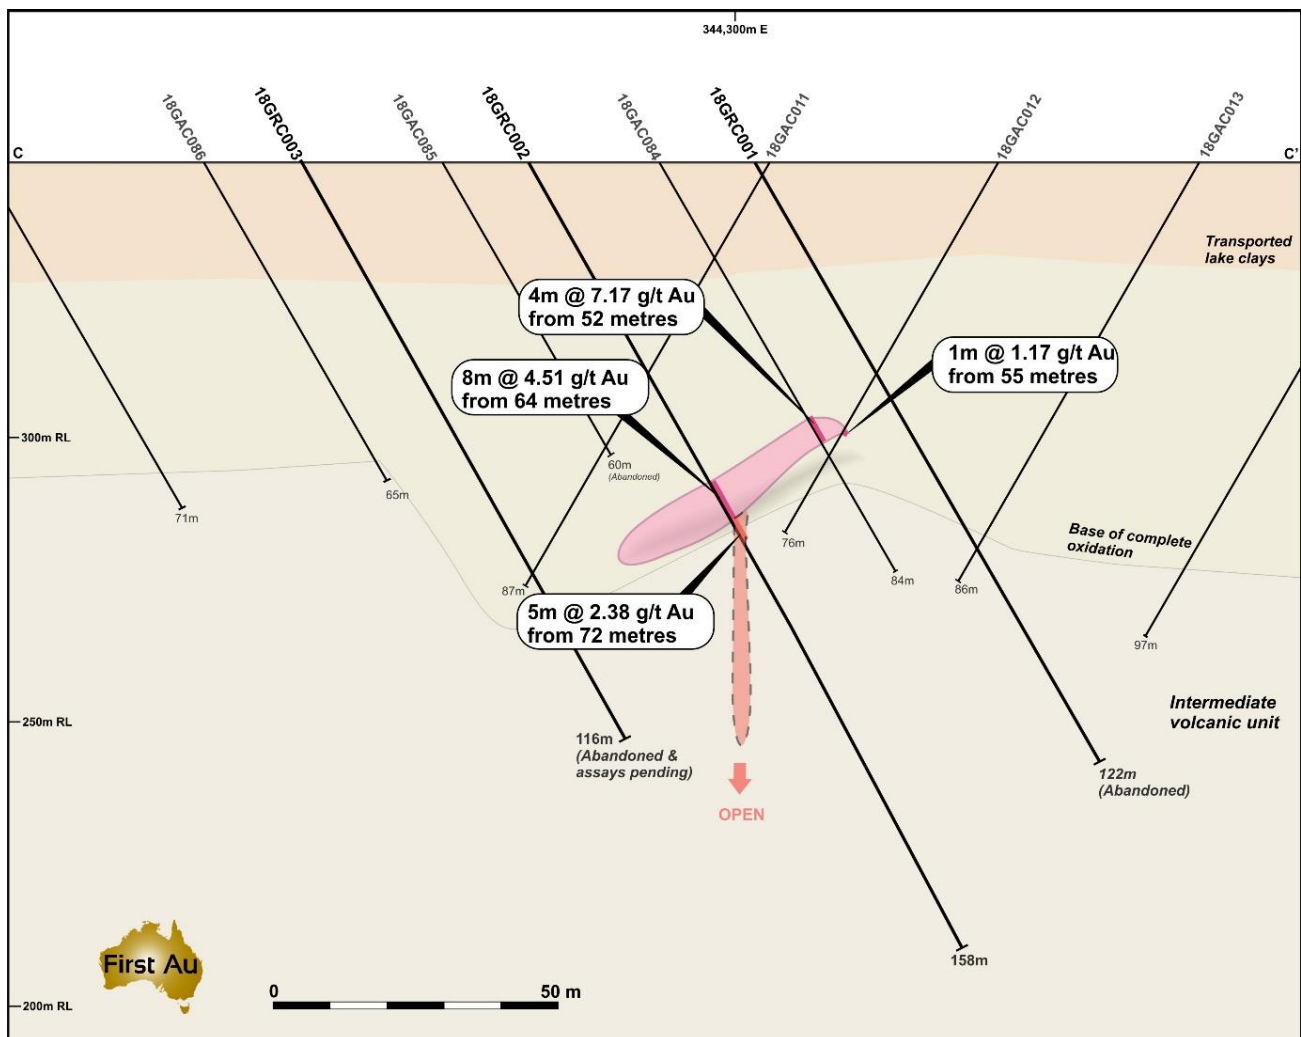 344,300m E
18GAC086
18GRC003
18GAC085
18GRC002
18GAC084
18GRC001
18GAC011
18GAC012
18GAC013
C
C'
Transported
lake clays
4m @ 7.17 g/t Au
from 52 metres
1m @ 1.17 g/t Au
from 55 metres
8m @ 4.51 g/t Au
from 64 metres
300m RL
60m
(Abandoned)
65m
71m
76m
Base of complete
oxidation
84m
86m
87m
5m @ 2.38 g/t Au
from 72 metres
97m
Intermediate
volcanic unit
250m RL
116m
(Abandoned &
assays pending)
122m
(Abandoned)
OPEN
158m
First Au
0
50 m
200m RL